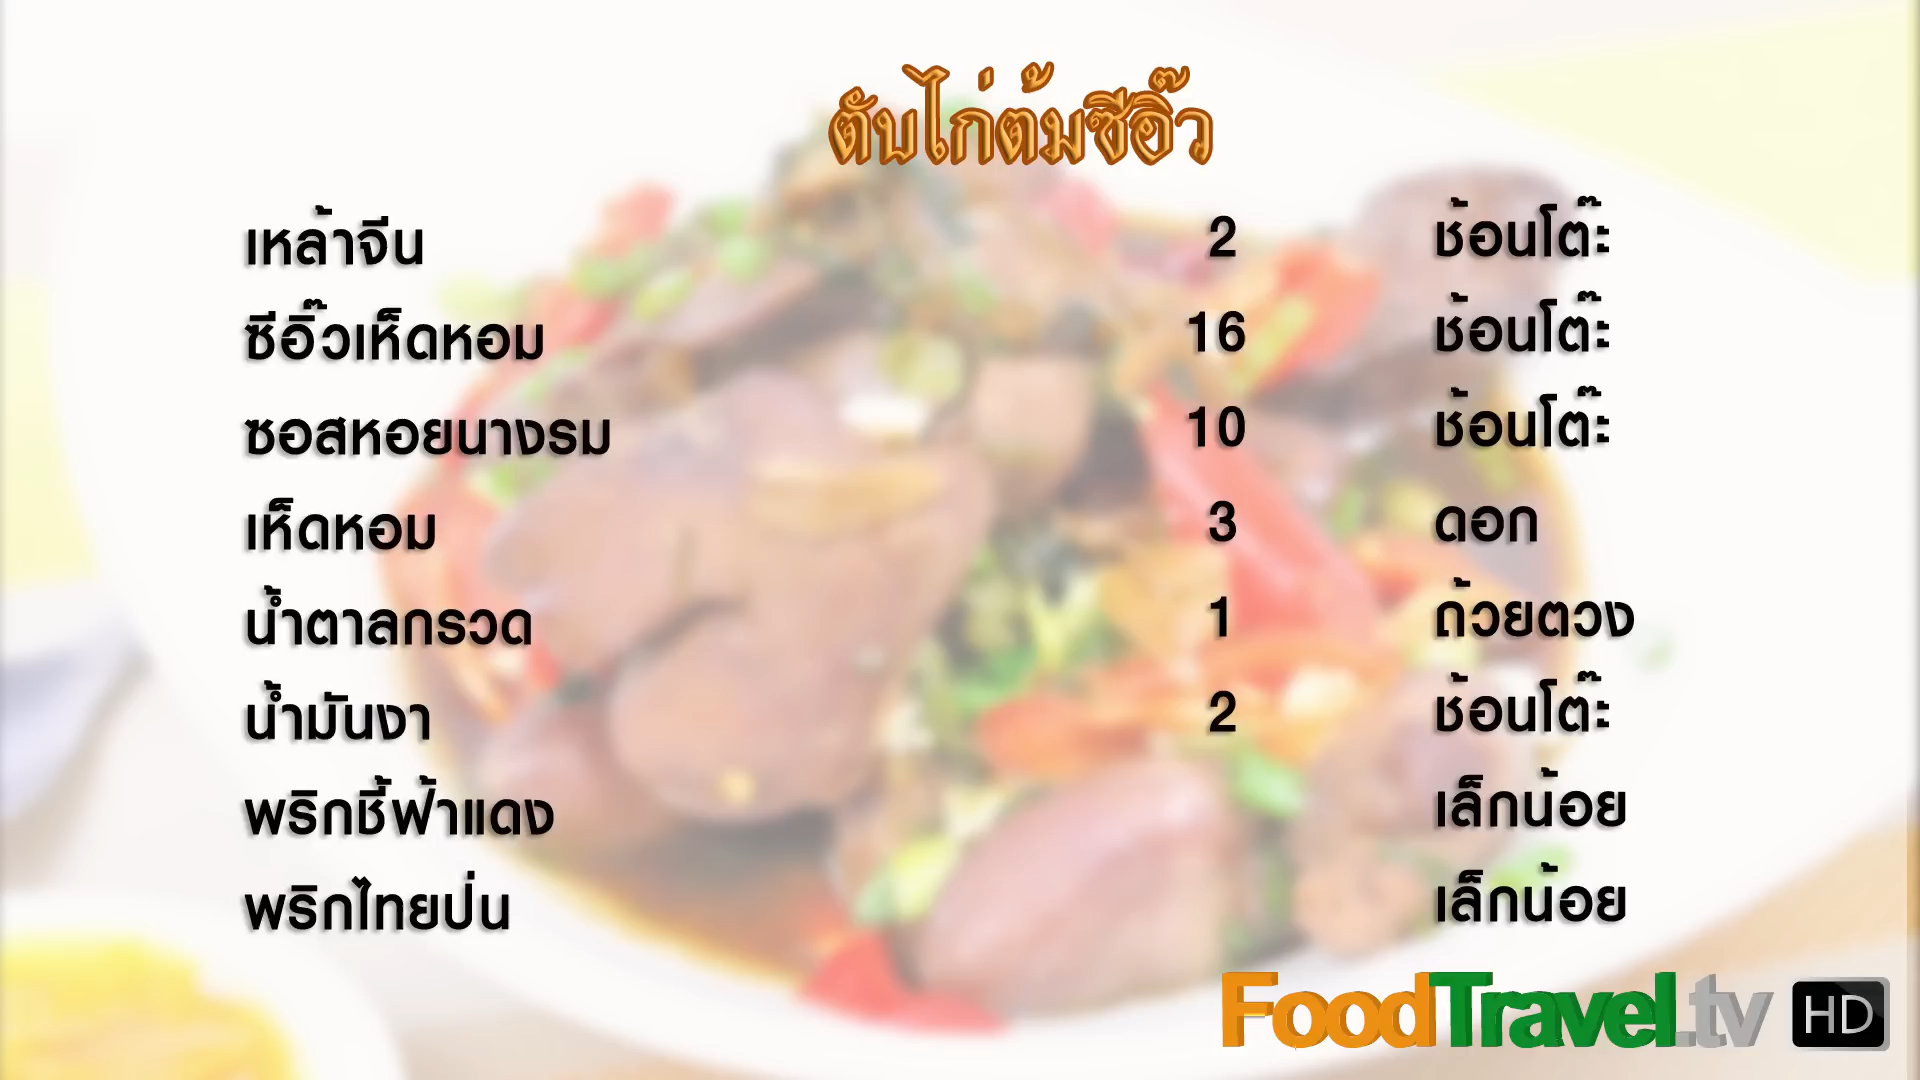 ตับไก่ต้มซีอิ๊ว
เหล้าจีน 2 ช้อนโต๊ะ
ซีอิ๊วเห็ดหอม 16 ช้อนโต๊ะ
ซอสหอยนางรม 10 ช้อนโต๊ะ
เห็ดหอม 3 ดอก
น้ำตาลกรวด 1 ถ้วยตวง
น้ำมันงา 2 ช้อนโต๊ะ
พริกชี้ฟ้าแดง เล็กน้อย
พริกไทยป่น เล็กน้อย
FoodTravel.tv HD